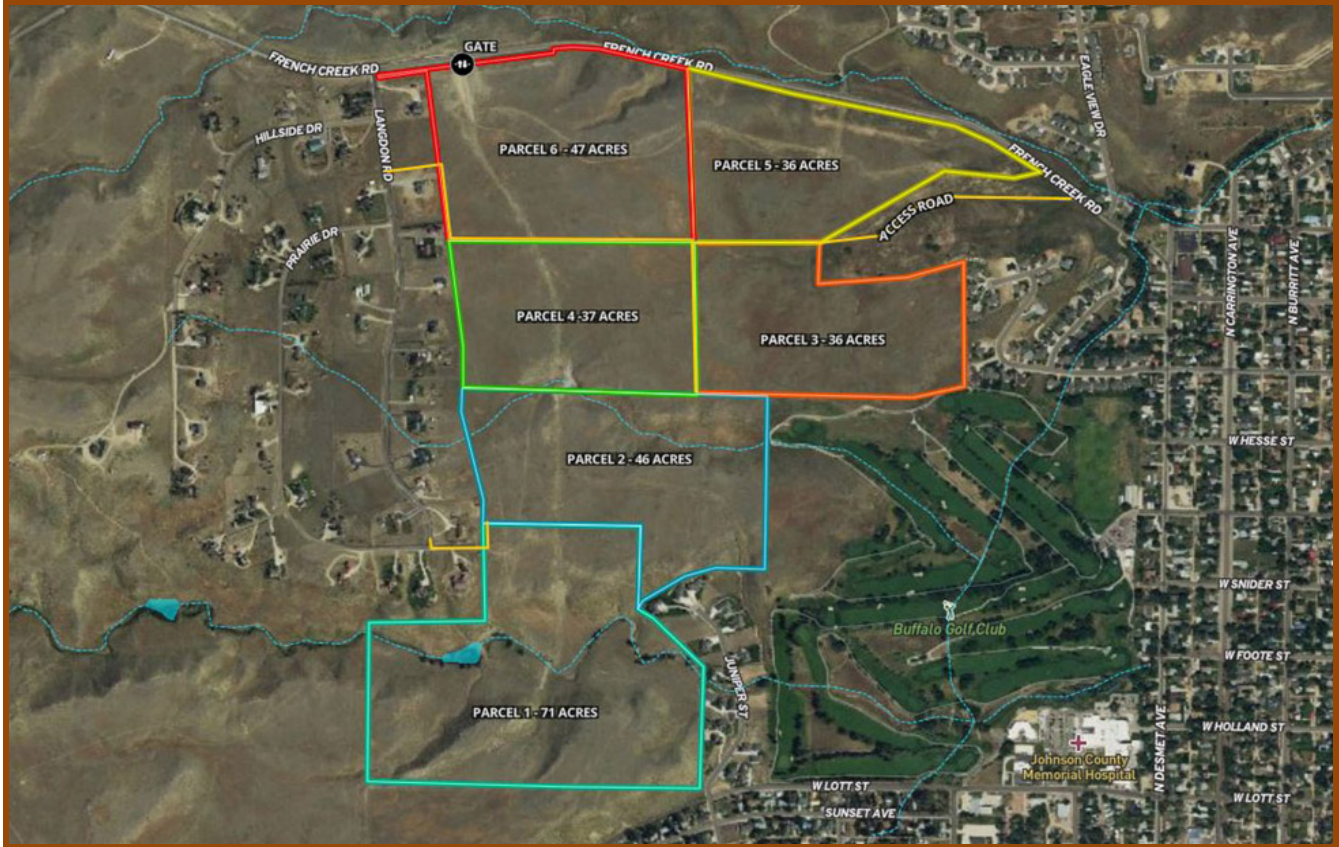 GATE
FRENCH CREEK RD
FRENCH CREEK RD
EAGLE VIEW DR
HILLSIDE DR
LANGDON RD
PARCEL 6 - 47 ACRES
PARCEL 5 - 36 ACRES
FRENCH CREEK RD
ACCESS ROAD
PRAIRIE DR
N CARRINGTON AVE
N BURRITT AVE
PARCEL 4 -37 ACRES
PARCEL 3 - 36 ACRES
W HESSE ST
PARCEL 2 - 46 ACRES
W SNIDER ST
Buffalo Golf Club
W FOOTE ST
JUNIPER ST
PARCEL 1 - 71 ACRES
W HOLLAND ST
N DESMET AVE
Johnson County
Memorial Hospital
W LOTT ST
W LOTT ST
SUNSET AVE